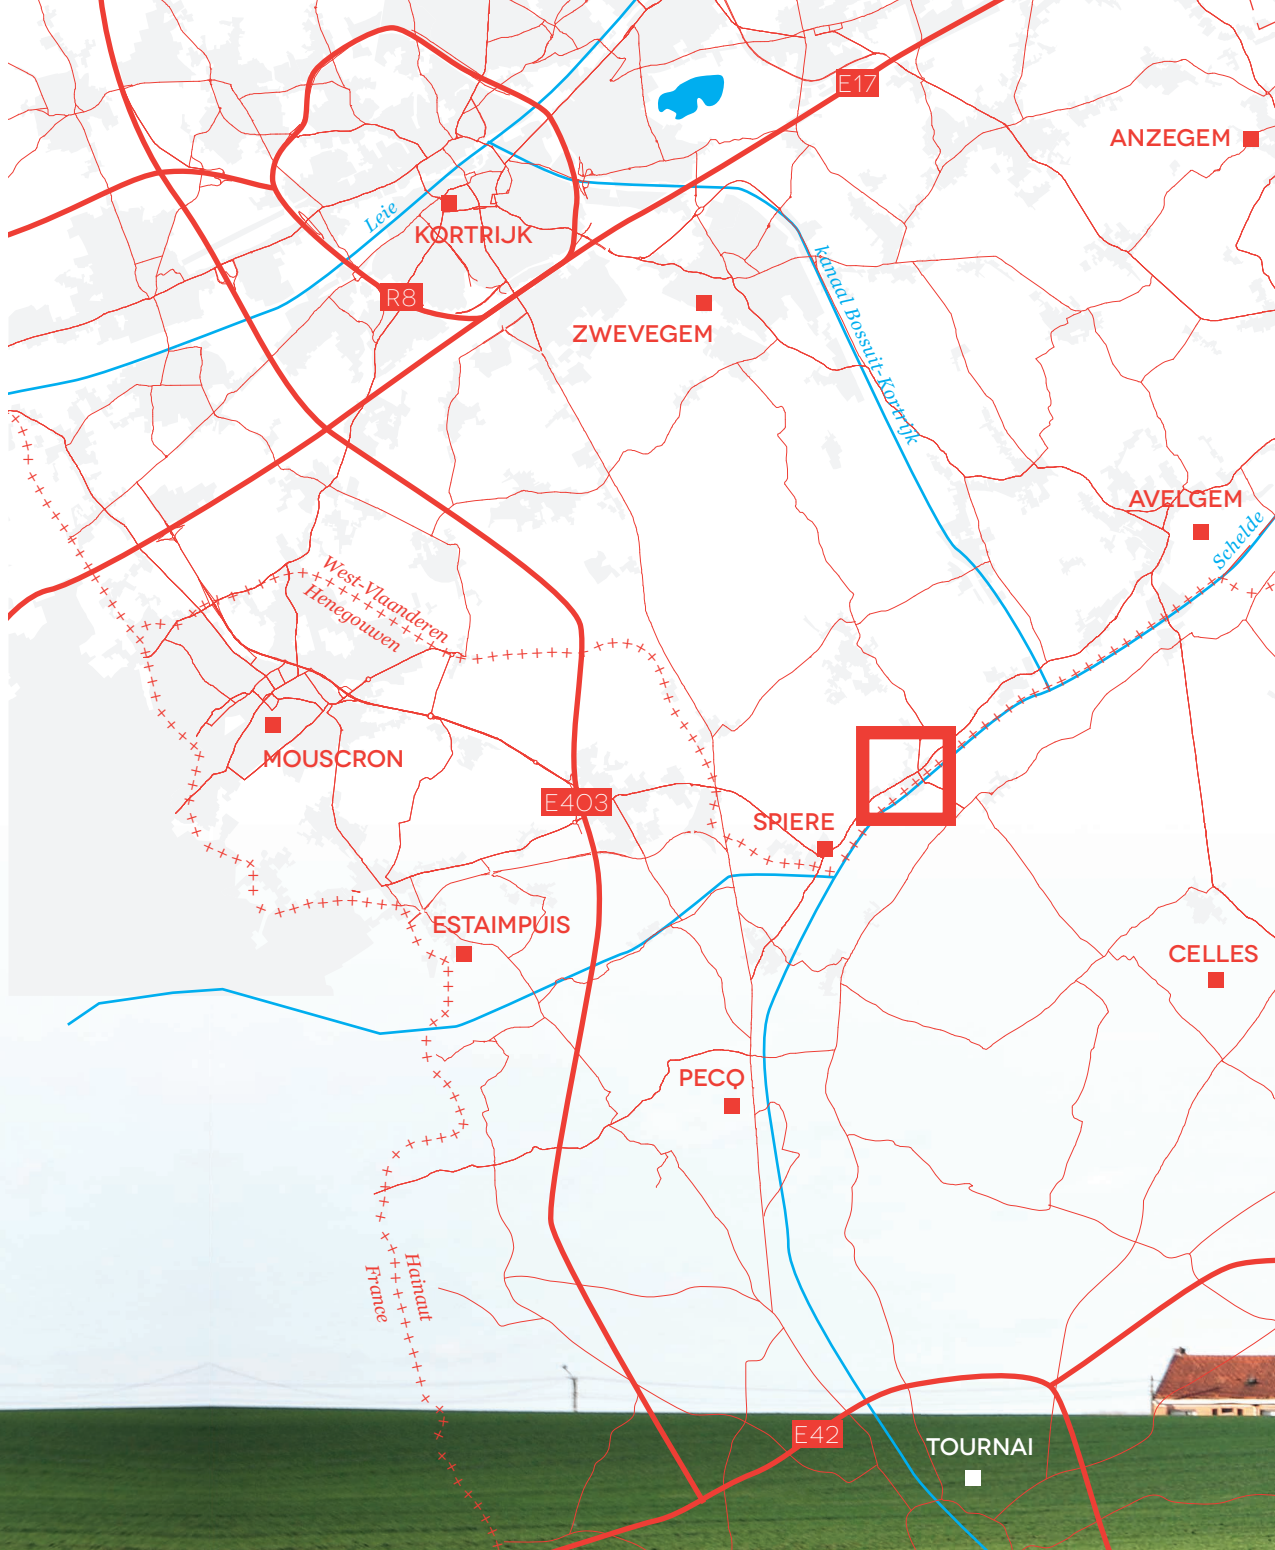 E17
ANZEGEM
Leie
KORTRIJK
kanaal Bossuit-Kortrijk
R8
ZWEVEGEM
AVELGEM
Schelde
West-Vlaanderen
Henegouwen
MOUSCRON
E403
SPIERE
ESTAIMPUIS
CELLES
PECQ
Hainaut
France
E42
TOURNAI